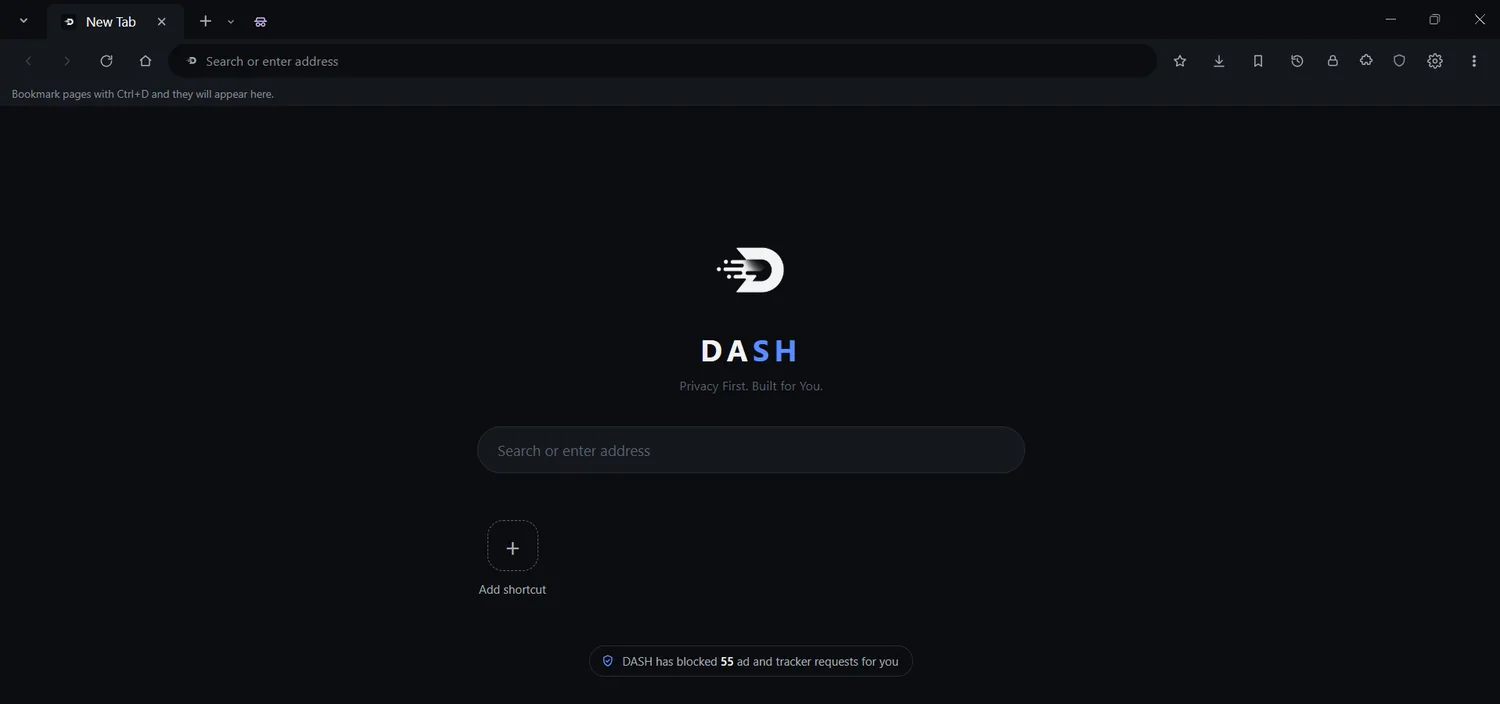 New Tab
Search or enter address
Bookmark pages with Ctrl+D and they will appear here.
DASH
Privacy First. Built for You.
Search or enter address
Add shortcut
DASH has blocked 55 ad and tracker requests for you